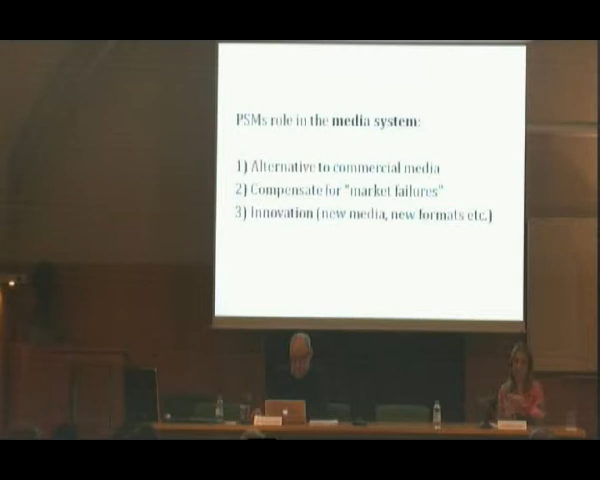 PSMs role in the media system:
1) Alternative to commercial media
2) Compensate for "market failures"
3) Innovation (new media, new formats etc.)